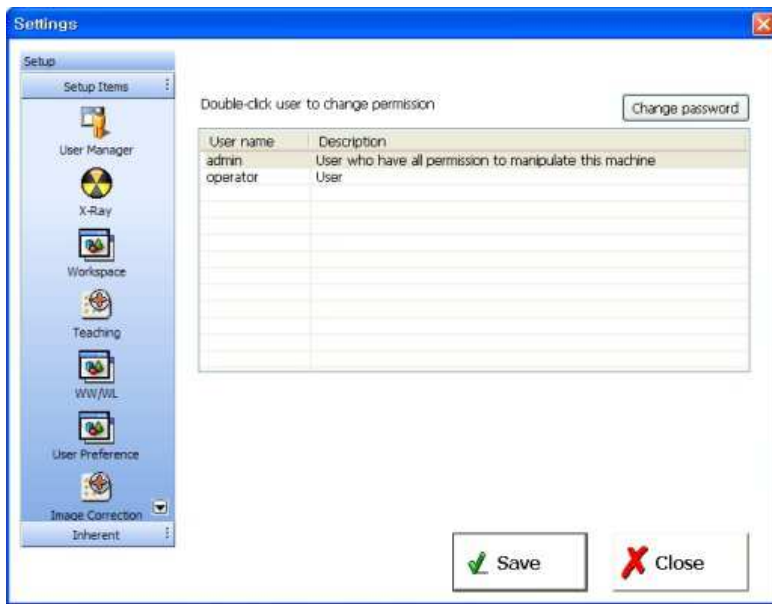 Settings
Setup
Setup Items
User Manager
X-Ray
Workspace
Teaching
WW/WL
User Preference
Image Correction
Inherent
Double-click user to change permission
Change password
User name Description
admin User who have all permission to manipulate this machine
operator User
Save
Close